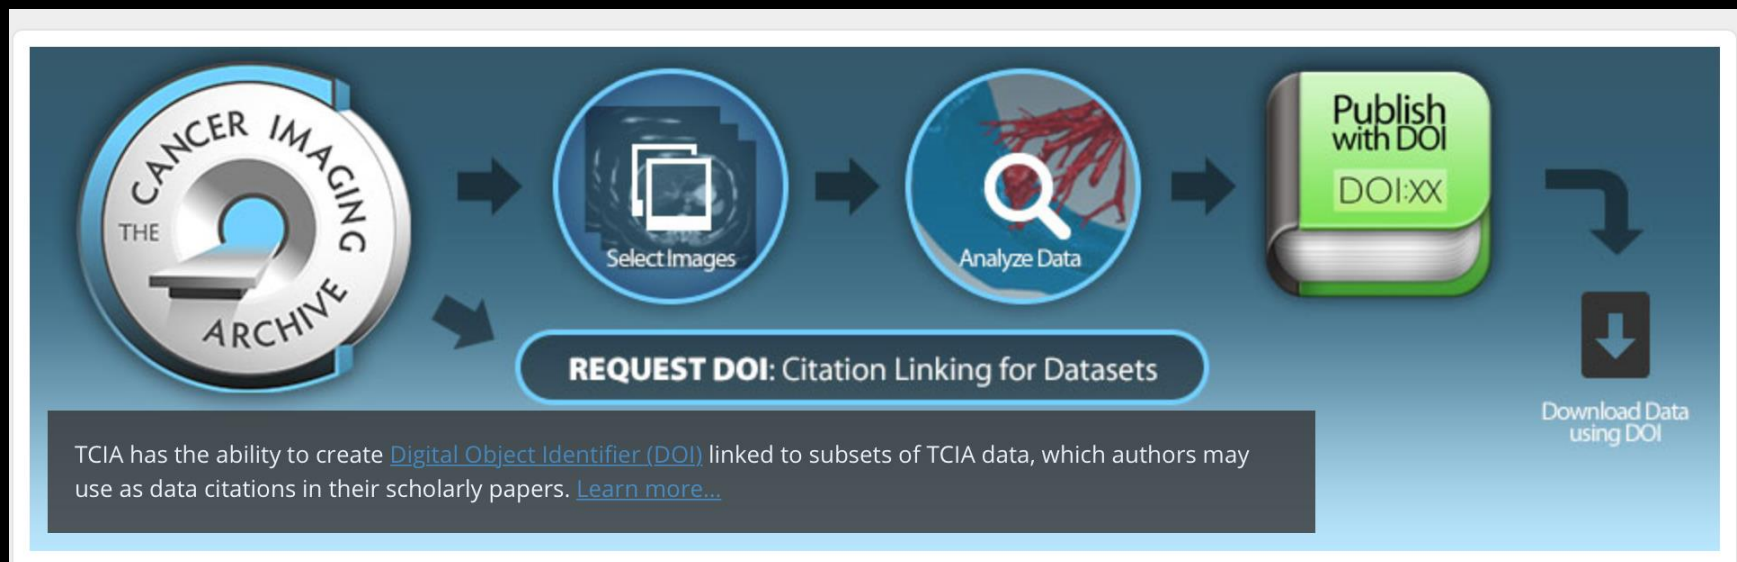 THE CANCER IMAGING ARCHIVE
Select Images
Analyze Data
Publish
with DOI
DOI:XX
REQUEST DOI: Citation Linking for Datasets
Download Data
using DOI
TCIA has the ability to create Digital Object Identifier (DOI) linked to subsets of TCIA data, which authors may
use as data citations in their scholarly papers. Learn more...